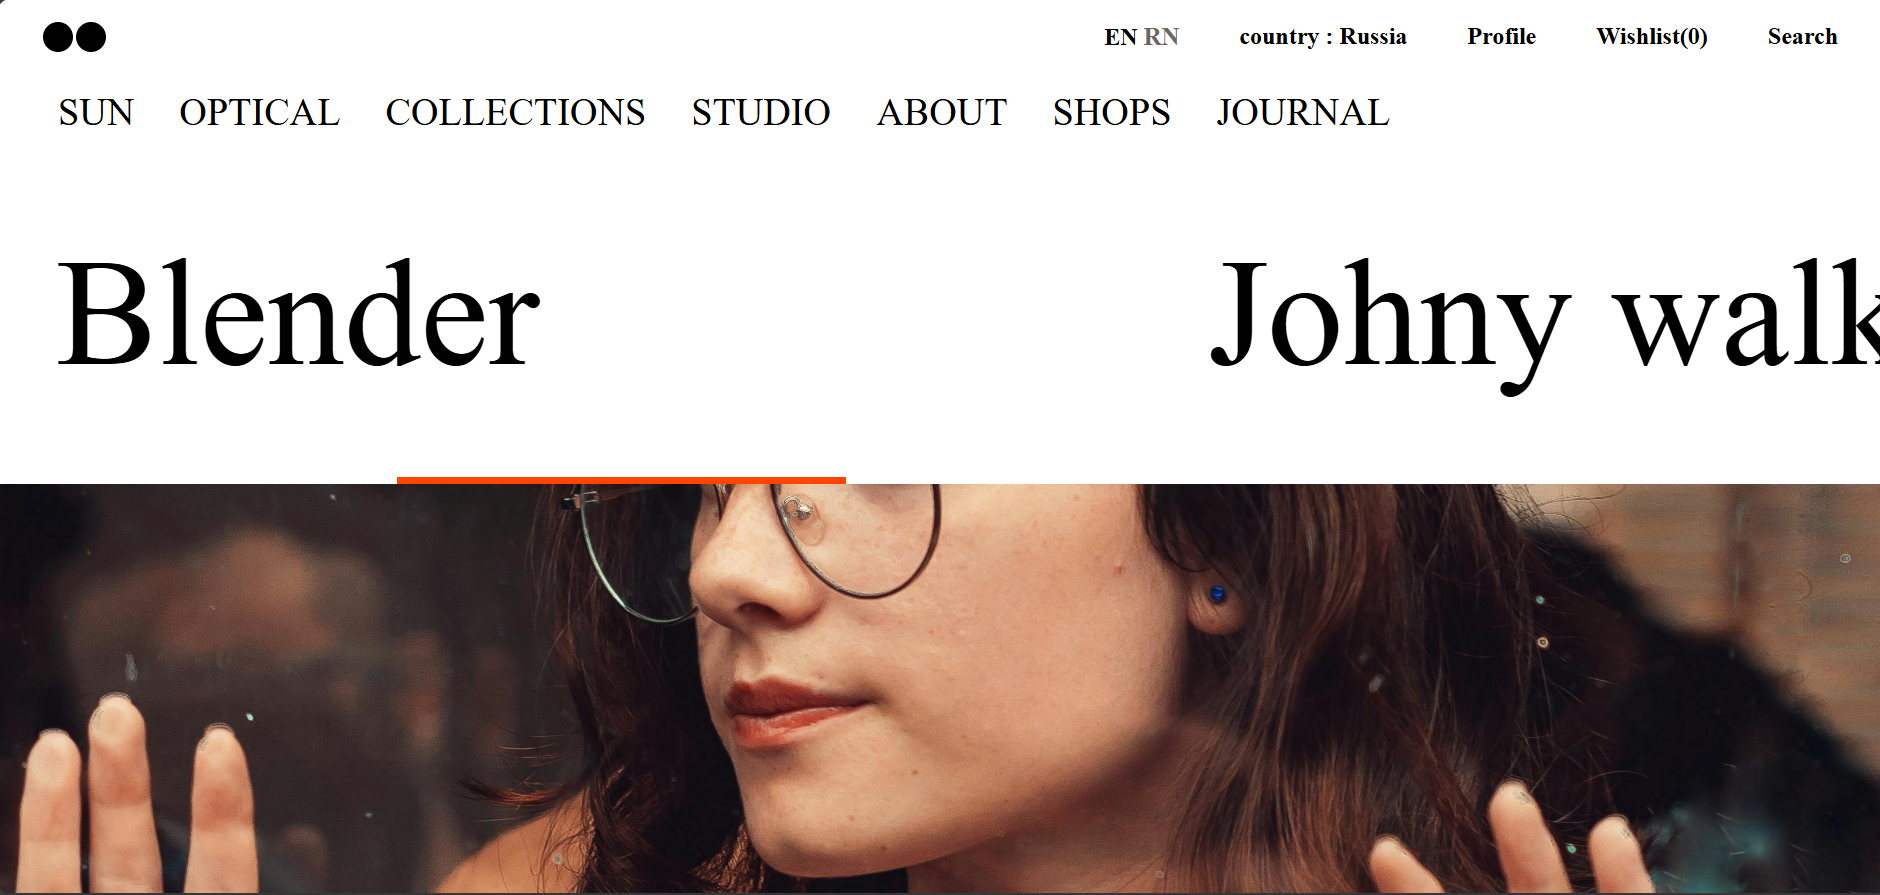 EN RN country : Russia Profile Wishlist(0) Search
SUN OPTICAL COLLECTIONS STUDIO ABOUT SHOPS JOURNAL
Blender Johny walk